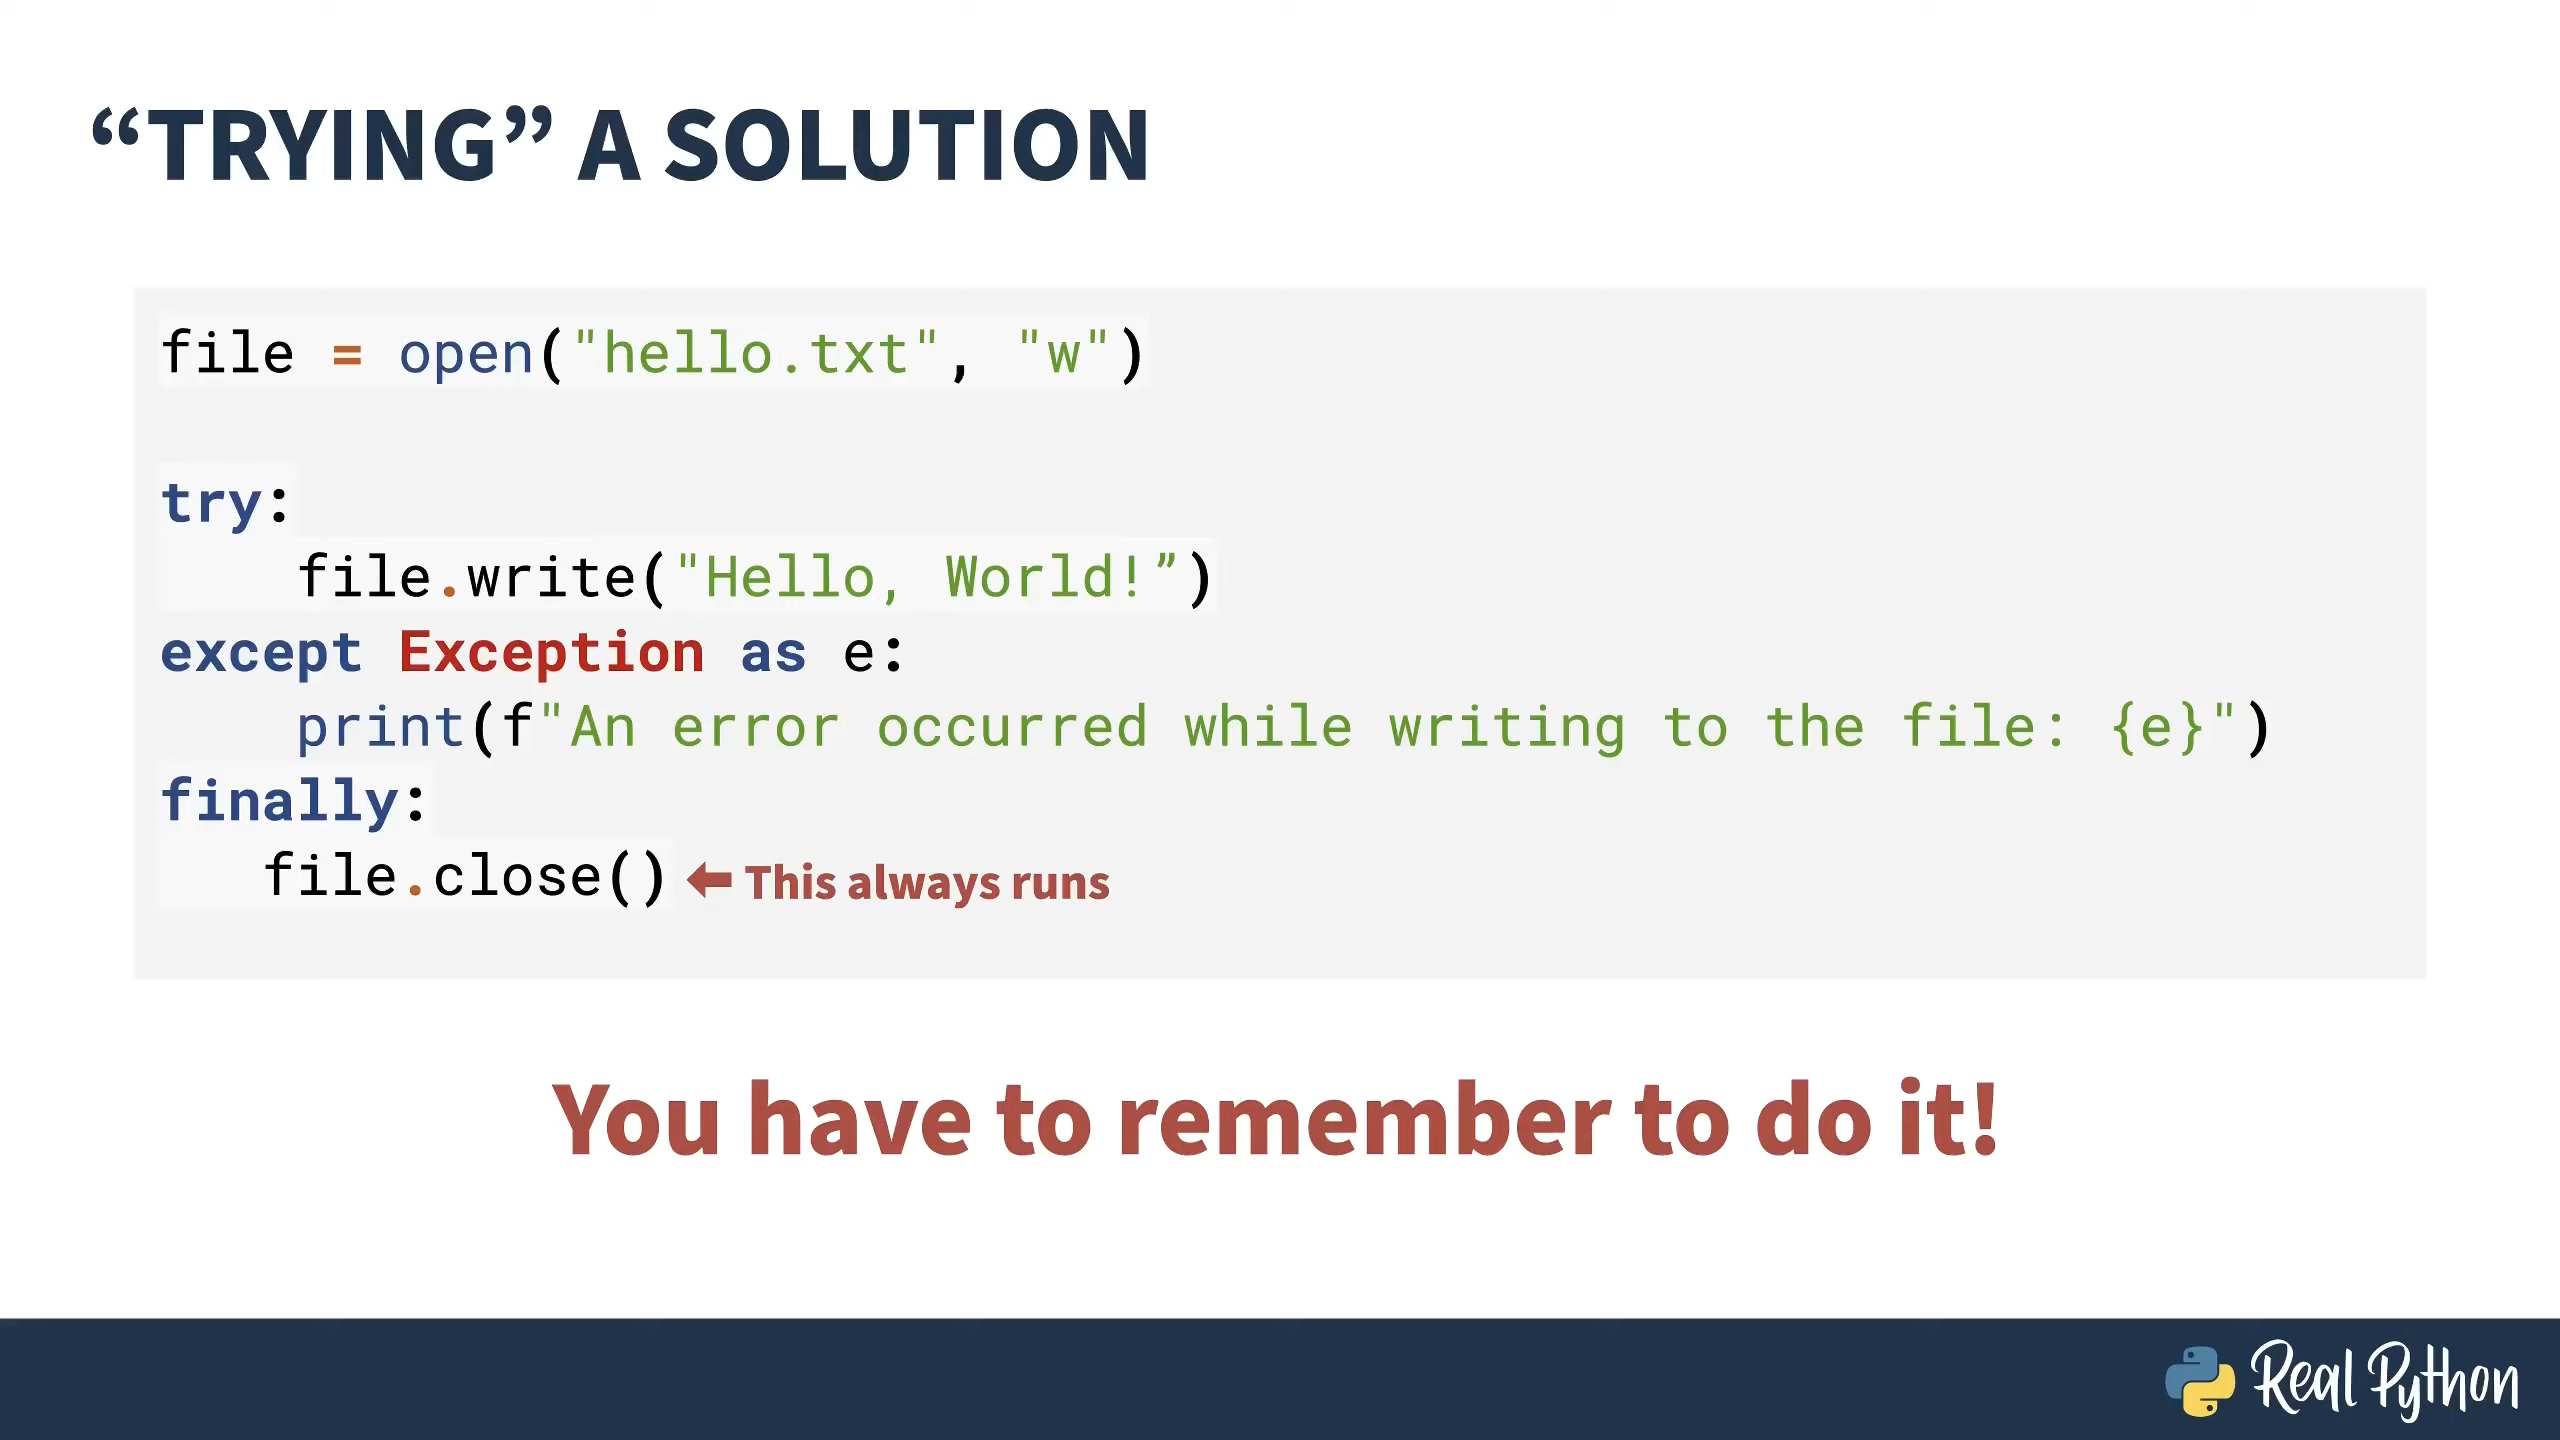 “TRYING” A SOLUTION
file = open("hello.txt", "w")
try:
    file.write("Hello, World!”)
except Exception as e:
    print(f"An error occurred while writing to the file: {e}")
finally:
   file.close() ⬅ This always runs
You have to remember to do it!
Real Python